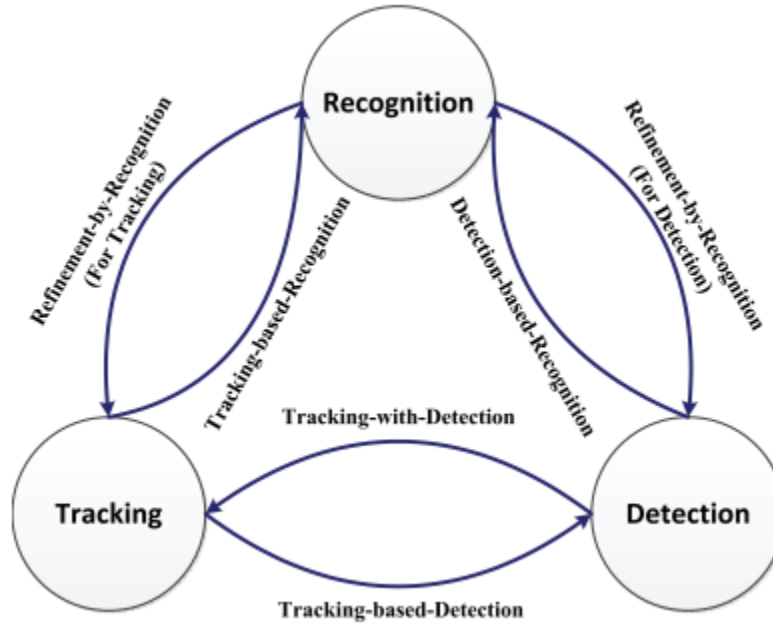 Recognition
Refinement-by-Recognition
(For Tracking)
Tracking-based-Recognition
Detection-based-Recognition
Refinement-by-Recognition
(For Detection)
Tracking-with-Detection
Tracking
Detection
Tracking-based-Detection